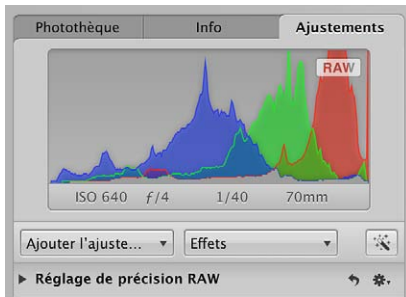 Photothèque Info Ajustements
RAW
ISO 640 f/4 1/40 70mm
Ajouter l'ajuste... Effets
Réglage de précision RAW